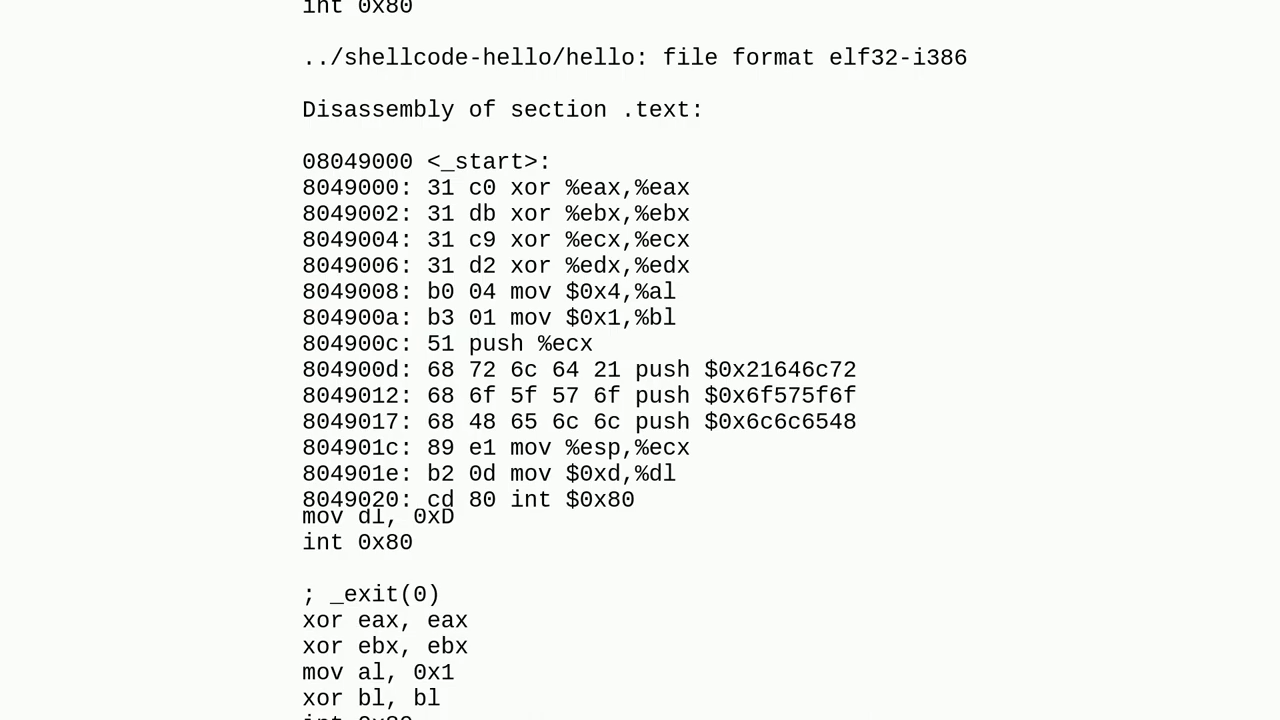 int 0x80
../shellcode-hello/hello: file format elf32-i386
Disassembly of section .text:
08049000 <_start>:
8049000: 31 c0 xor %eax,%eax
8049002: 31 db xor %ebx,%ebx
8049004: 31 c9 xor %ecx,%ecx
8049006: 31 d2 xor %edx,%edx
8049008: b0 04 mov $0x4,%al
804900a: b3 01 mov $0x1,%bl
804900c: 51 push %ecx
804900d: 68 72 6c 64 21 push $0x21646c72
8049012: 68 6f 5f 57 6f push $0x6f575f6f
8049017: 68 48 65 6c 6c push $0x6c6c6548
804901c: 89 e1 mov %esp,%ecx
804901e: b2 0d mov $0xd,%dl
8049020: cd 80 int $0x80
mov dl, 0xD
int 0x80
; _exit(0)
xor eax, eax
xor ebx, ebx
mov al, 0x1
xor bl, bl
int 0x80